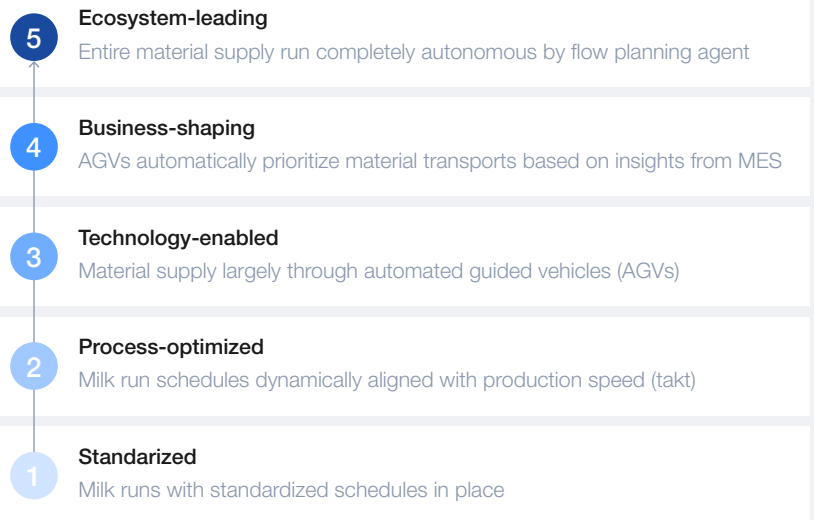 5
Ecosystem-leading
Entire material supply run completely autonomous by flow planning agent
4
Business-shaping
AGVs automatically prioritize material transports based on insights from MES
3
Technology-enabled
Material supply largely through automated guided vehicles (AGVs)
2
Process-optimized
Milk run schedules dynamically aligned with production speed (takt)
1
Standarized
Milk runs with standardized schedules in place